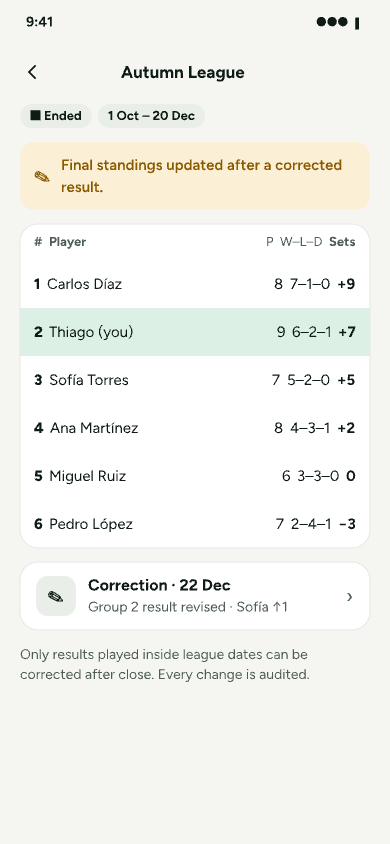 9:41
Autumn League
Ended
1 Oct – 20 Dec
Final standings updated after a corrected
result.
# Player P W–L–D Sets
1 Carlos Díaz 8 7–1–0 +9
2 Thiago (you) 9 6–2–1 +7
3 Sofía Torres 7 5–2–0 +5
4 Ana Martínez 8 4–3–1 +2
5 Miguel Ruiz 6 3–3–0 0
6 Pedro López 7 2–4–1 −3
Correction · 22 Dec
Group 2 result revised · Sofía ↑1
Only results played inside league dates can be
corrected after close. Every change is audited.